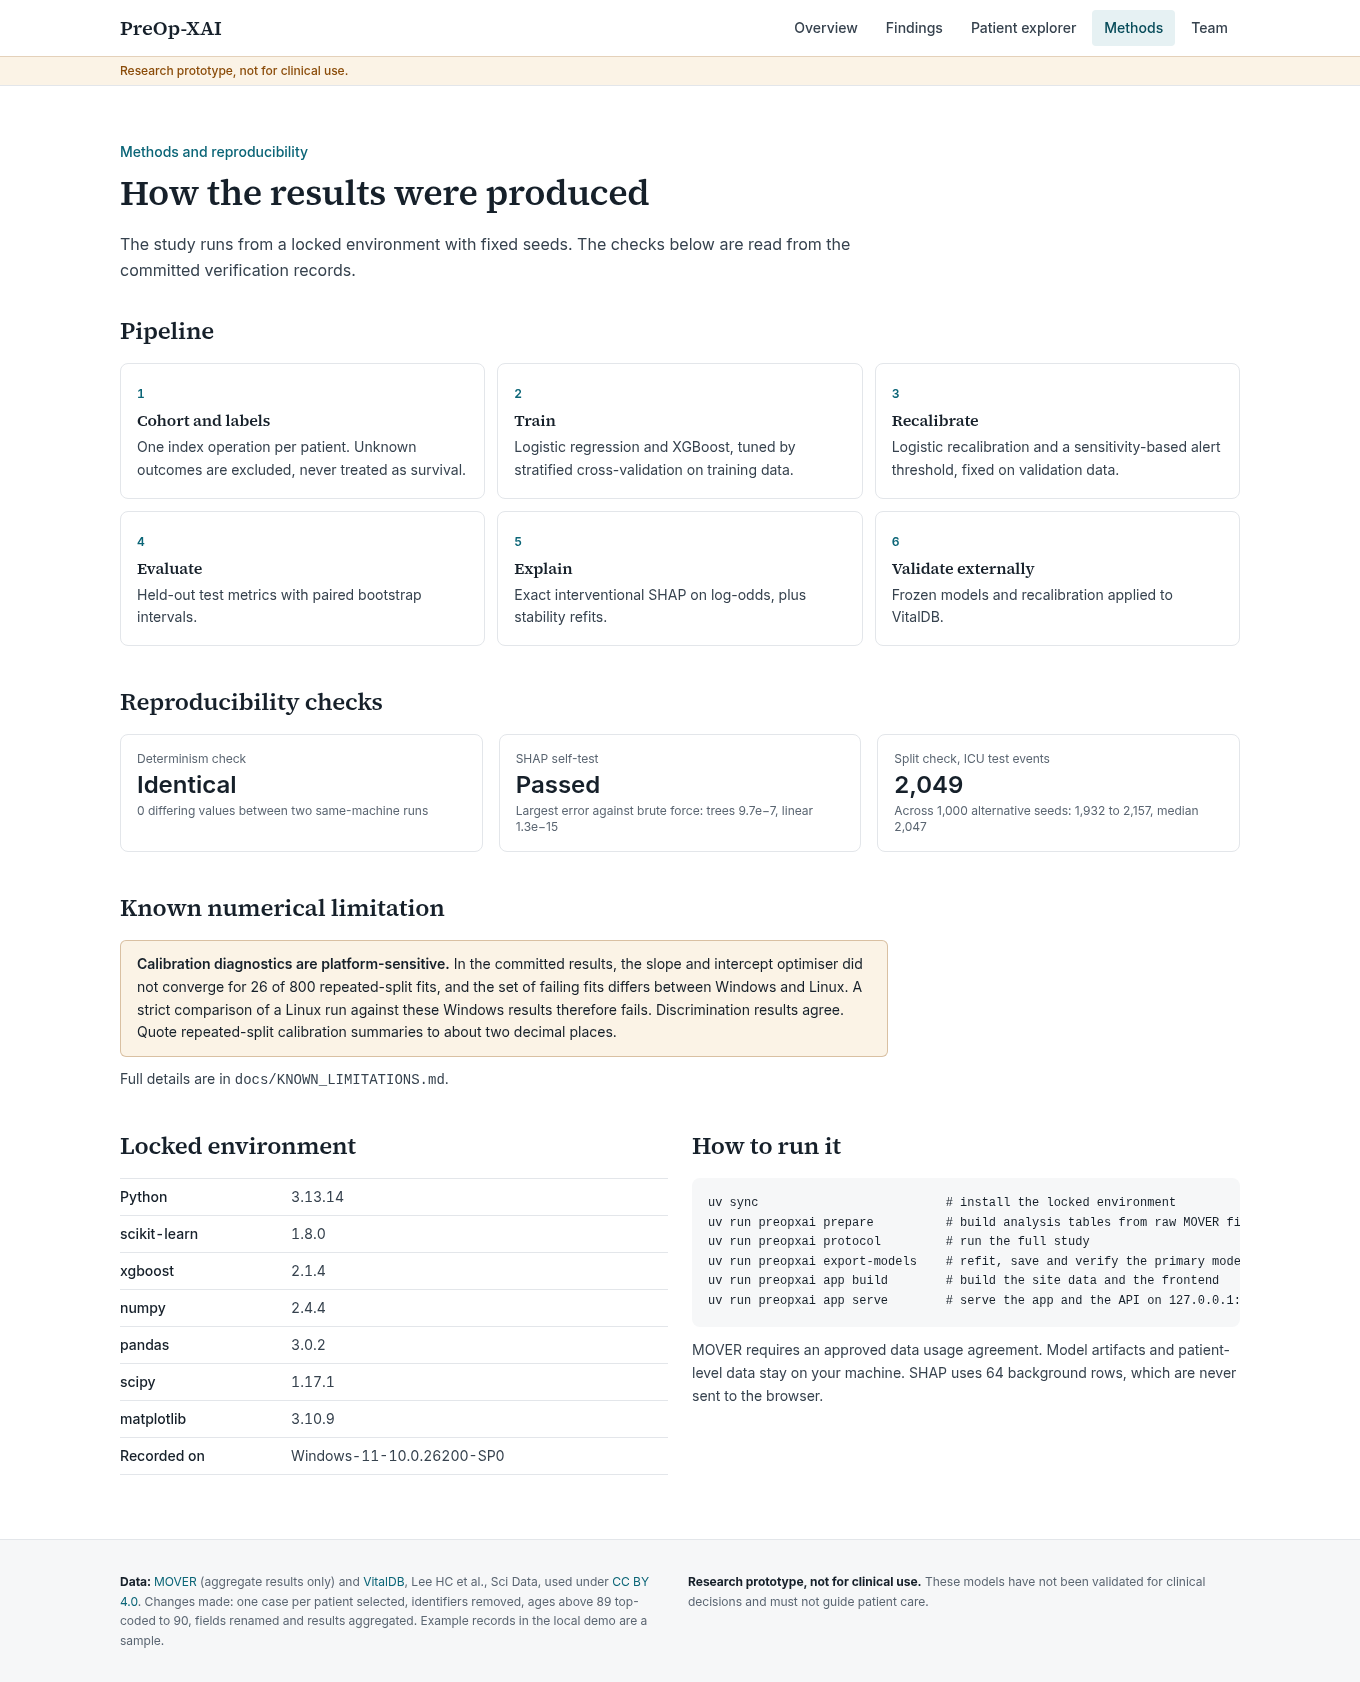 PreOp-XAI
Overview
Findings
Patient explorer
Methods
Team
Research prototype, not for clinical use.
Methods and reproducibility
How the results were produced
The study runs from a locked environment with fixed seeds. The checks below are read from the
committed verification records.
Pipeline
1
Cohort and labels
One index operation per patient. Unknown
outcomes are excluded, never treated as survival.
2
Train
Logistic regression and XGBoost, tuned by
stratified cross-validation on training data.
3
Recalibrate
Logistic recalibration and a sensitivity-based alert
threshold, fixed on validation data.
4
Evaluate
Held-out test metrics with paired bootstrap
intervals.
5
Explain
Exact interventional SHAP on log-odds, plus
stability refits.
6
Validate externally
Frozen models and recalibration applied to
VitalDB.
Reproducibility checks
Determinism check
Identical
0 differing values between two same-machine runs
SHAP self-test
Passed
Largest error against brute force: trees 9.7e−7, linear
1.3e−15
Split check, ICU test events
2,049
Across 1,000 alternative seeds: 1,932 to 2,157, median
2,047
Known numerical limitation
Calibration diagnostics are platform-sensitive. In the committed results, the slope and intercept optimiser did
not converge for 26 of 800 repeated-split fits, and the set of failing fits differs between Windows and Linux. A
strict comparison of a Linux run against these Windows results therefore fails. Discrimination results agree.
Quote repeated-split calibration summaries to about two decimal places.
Full details are in docs/KNOWN_LIMITATIONS.md.
Locked environment
Python 3.13.14
scikit-learn 1.8.0
xgboost 2.1.4
numpy 2.4.4
pandas 3.0.2
scipy 1.17.1
matplotlib 3.10.9
Recorded on Windows-11-10.0.26200-SP0
How to run it
uv sync # install the locked environment
uv run preopxai prepare # build analysis tables from raw MOVER fi
uv run preopxai protocol # run the full study
uv run preopxai export-models # refit, save and verify the primary mode
uv run preopxai app build # build the site data and the frontend
uv run preopxai app serve # serve the app and the API on 127.0.0.1:
MOVER requires an approved data usage agreement. Model artifacts and patient-
level data stay on your machine. SHAP uses 64 background rows, which are never
sent to the browser.
Data: MOVER (aggregate results only) and VitalDB, Lee HC et al., Sci Data, used under CC BY
4.0. Changes made: one case per patient selected, identifiers removed, ages above 89 top-
coded to 90, fields renamed and results aggregated. Example records in the local demo are a
sample.
Research prototype, not for clinical use. These models have not been validated for clinical
decisions and must not guide patient care.